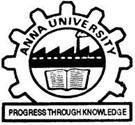 ANNA UNIVERSITY
PROGRESS THROUGH KNOWLEDGE